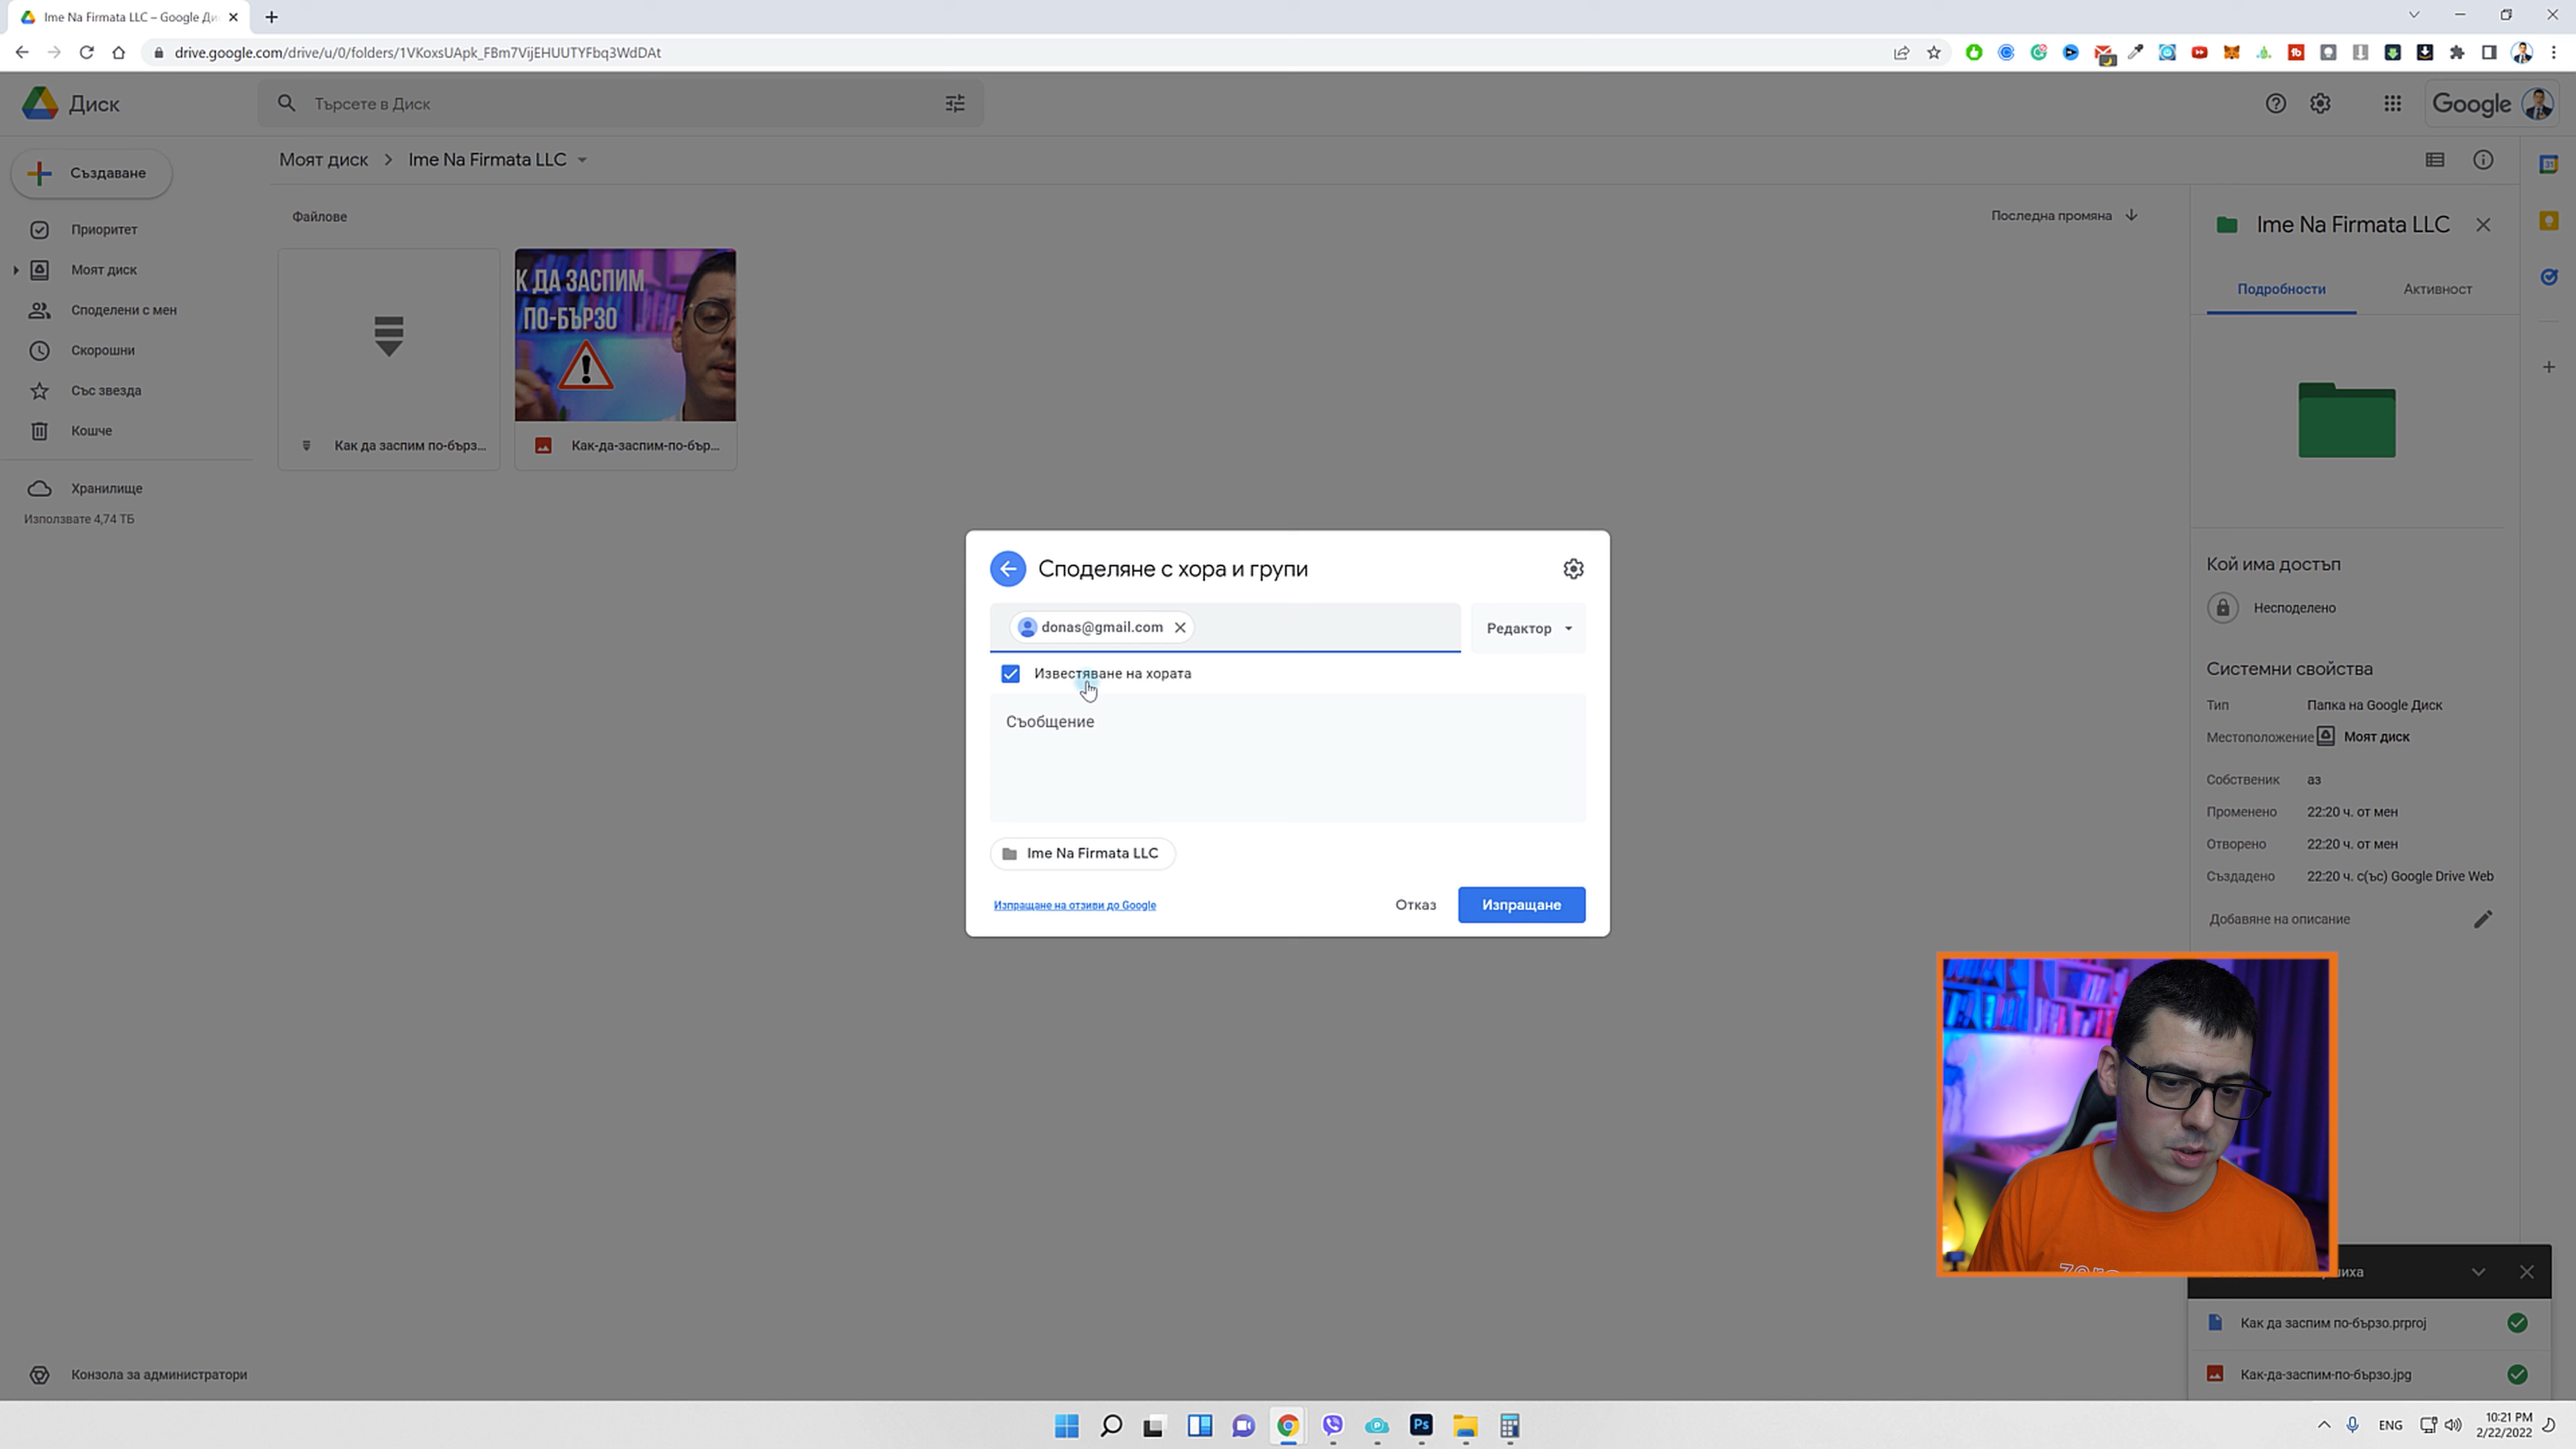 Ime Na Firmata LLC – Google Ди
drive.google.com/drive/u/0/folders/1VKoxsUApk_FBm7VijEHUUTYFbq3WdDAt
Диск
Търсете в Диск
Google
Създаване
Моят диск
Ime Na Firmata LLC
Приоритет
Моят диск
Споделени с мен
Скорошни
Със звезда
Кошче
Хранилище
Използвате 4,74 ТБ
Конзола за администратори
Файлове
Последна промяна
К ДА ЗАСПИМ
ПО-БЪРЗО
Как да заспим по-бърз...
Как-да-заспим-по-бър...
Споделяне с хора и групи
donas@gmail.com
Редактор
Известяване на хората
Съобщение
Ime Na Firmata LLC
Изпращане на отзиви до Google
Отказ
Изпращане
Ime Na Firmata LLC
Подробности
Активност
Кой има достъп
Несподелено
Системни свойства
Тип
Папка на Google Диск
Местоположение
Моят диск
Собственик
аз
Променено
22:20 ч. от мен
Отворено
22:20 ч. от мен
Създадено
22:20 ч. с(ъс) Google Drive Web
Добавяне на описание
Как да заспим по-бързо.prproj
Как-да-заспим-по-бързо.jpg
Ps
ENG
10:21 PM
2/22/2022